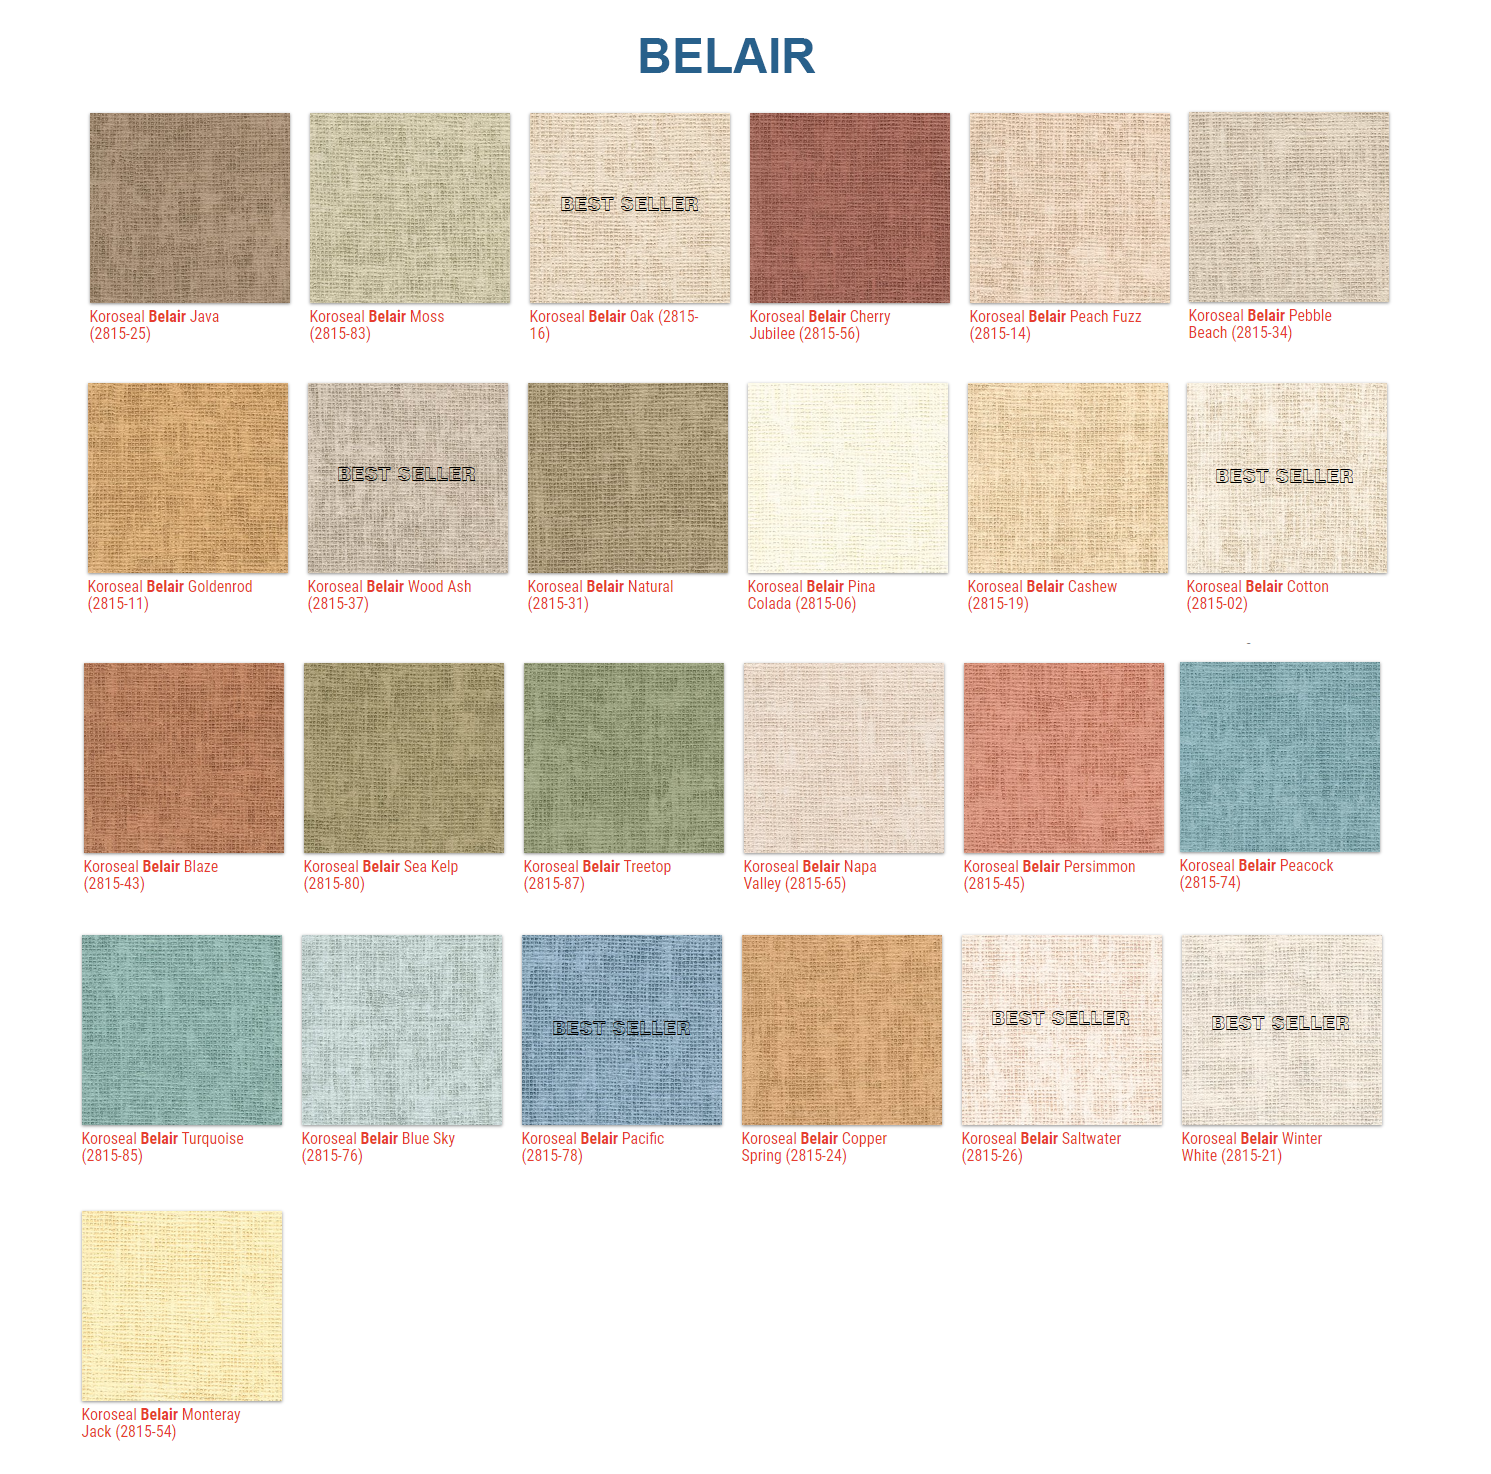 BELAIR
BEST SELLER
Koroseal Belair Java
(2815-25)
Koroseal Belair Moss
(2815-83)
Koroseal Belair Oak (2815-
16)
Koroseal Belair Cherry
Jubilee (2815-56)
Koroseal Belair Peach Fuzz
(2815-14)
Koroseal Belair Pebble
Beach (2815-34)
BEST SELLER
BEST SELLER
Koroseal Belair Goldenrod
(2815-11)
Koroseal Belair Wood Ash
(2815-37)
Koroseal Belair Natural
(2815-31)
Koroseal Belair Pina
Colada (2815-06)
Koroseal Belair Cashew
(2815-19)
Koroseal Belair Cotton
(2815-02)
Koroseal Belair Blaze
(2815-43)
Koroseal Belair Sea Kelp
(2815-80)
Koroseal Belair Treetop
(2815-87)
Koroseal Belair Napa
Valley (2815-65)
Koroseal Belair Persimmon
(2815-45)
Koroseal Belair Peacock
(2815-74)
BEST SELLER
BEST SELLER
BEST SELLER
Koroseal Belair Turquoise
(2815-85)
Koroseal Belair Blue Sky
(2815-76)
Koroseal Belair Pacific
(2815-78)
Koroseal Belair Copper
Spring (2815-24)
Koroseal Belair Saltwater
(2815-26)
Koroseal Belair Winter
White (2815-21)
Koroseal Belair Monteray
Jack (2815-54)